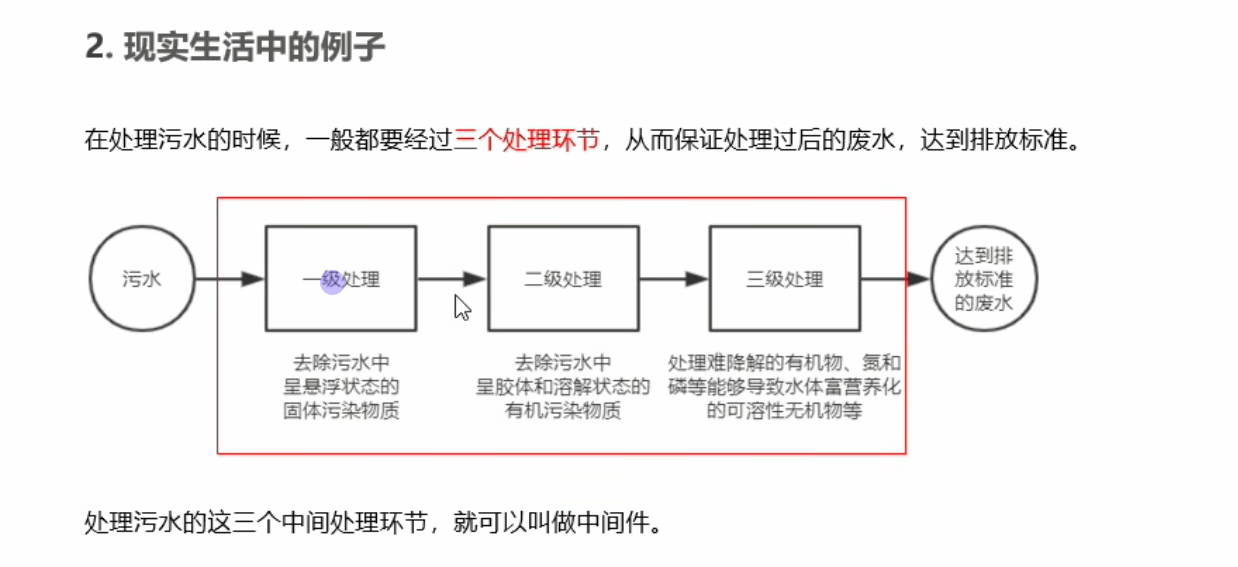 2. 现实生活中的例子
在处理污水的时候，一般都要经过三个处理环节，从而保证处理过后的废水，达到排放标准。
污水
一级处理
二级处理
三级处理
达到排
放标准
的废水
去除污水中
呈悬浮状态的
固体污染物质
去除污水中
呈胶体和溶解状态的
有机污染物质
处理难降解的有机物、氮和
磷等能够导致水体富营养化
的可溶性无机物等
处理污水的这三个中间处理环节，就可以叫做中间件。